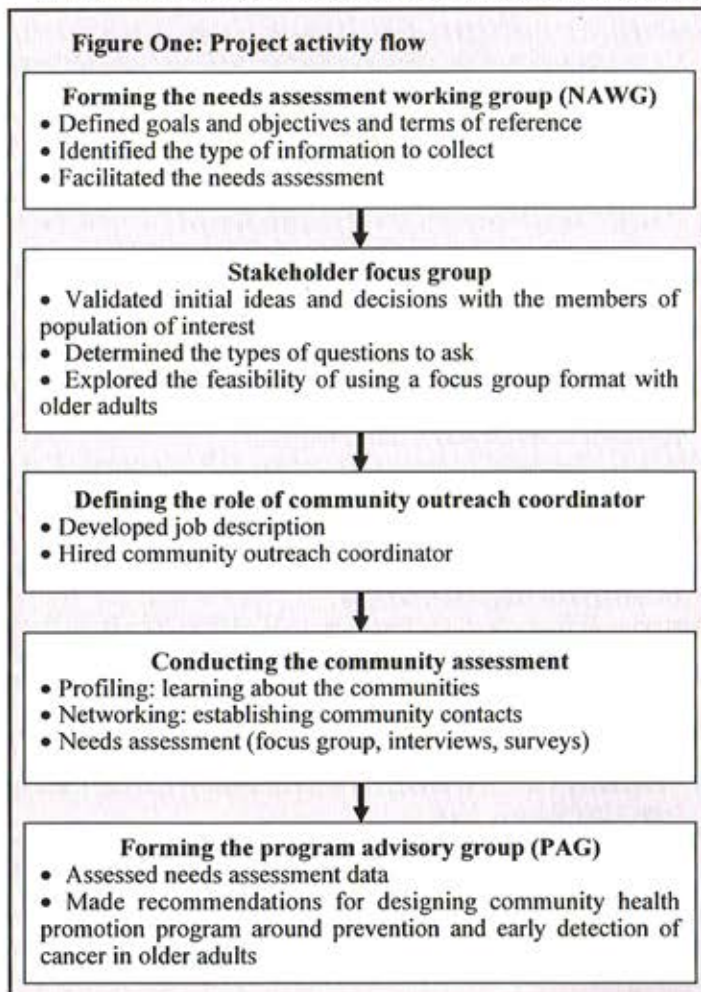 Figure One: Project activity flow
Forming the needs assessment working group (NAWG)
• Defined goals and objectives and terms of reference
• Identified the type of information to collect
• Facilitated the needs assessment
Stakeholder focus group
• Validated initial ideas and decisions with the members of
population of interest
• Determined the types of questions to ask
• Explored the feasibility of using a focus group format with
older adults
Defining the role of community outreach coordinator
• Developed job description
• Hired community outreach coordinator
Conducting the community assessment
• Profiling: learning about the communities
• Networking: establishing community contacts
• Needs assessment (focus group, interviews, surveys)
Forming the program advisory group (PAG)
• Assessed needs assessment data
• Made recommendations for designing community health
promotion program around prevention and early detection of
cancer in older adults